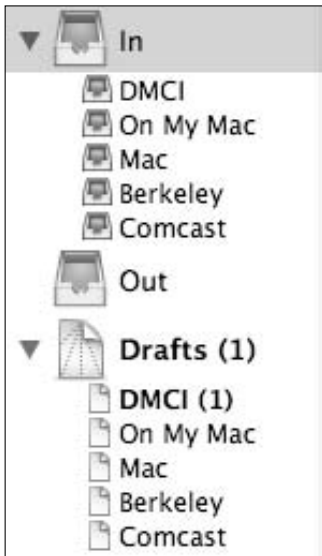 In
DMCI
On My Mac
Mac
Berkeley
Comcast
Out
Drafts (1)
DMCI (1)
On My Mac
Mac
Berkeley
Comcast